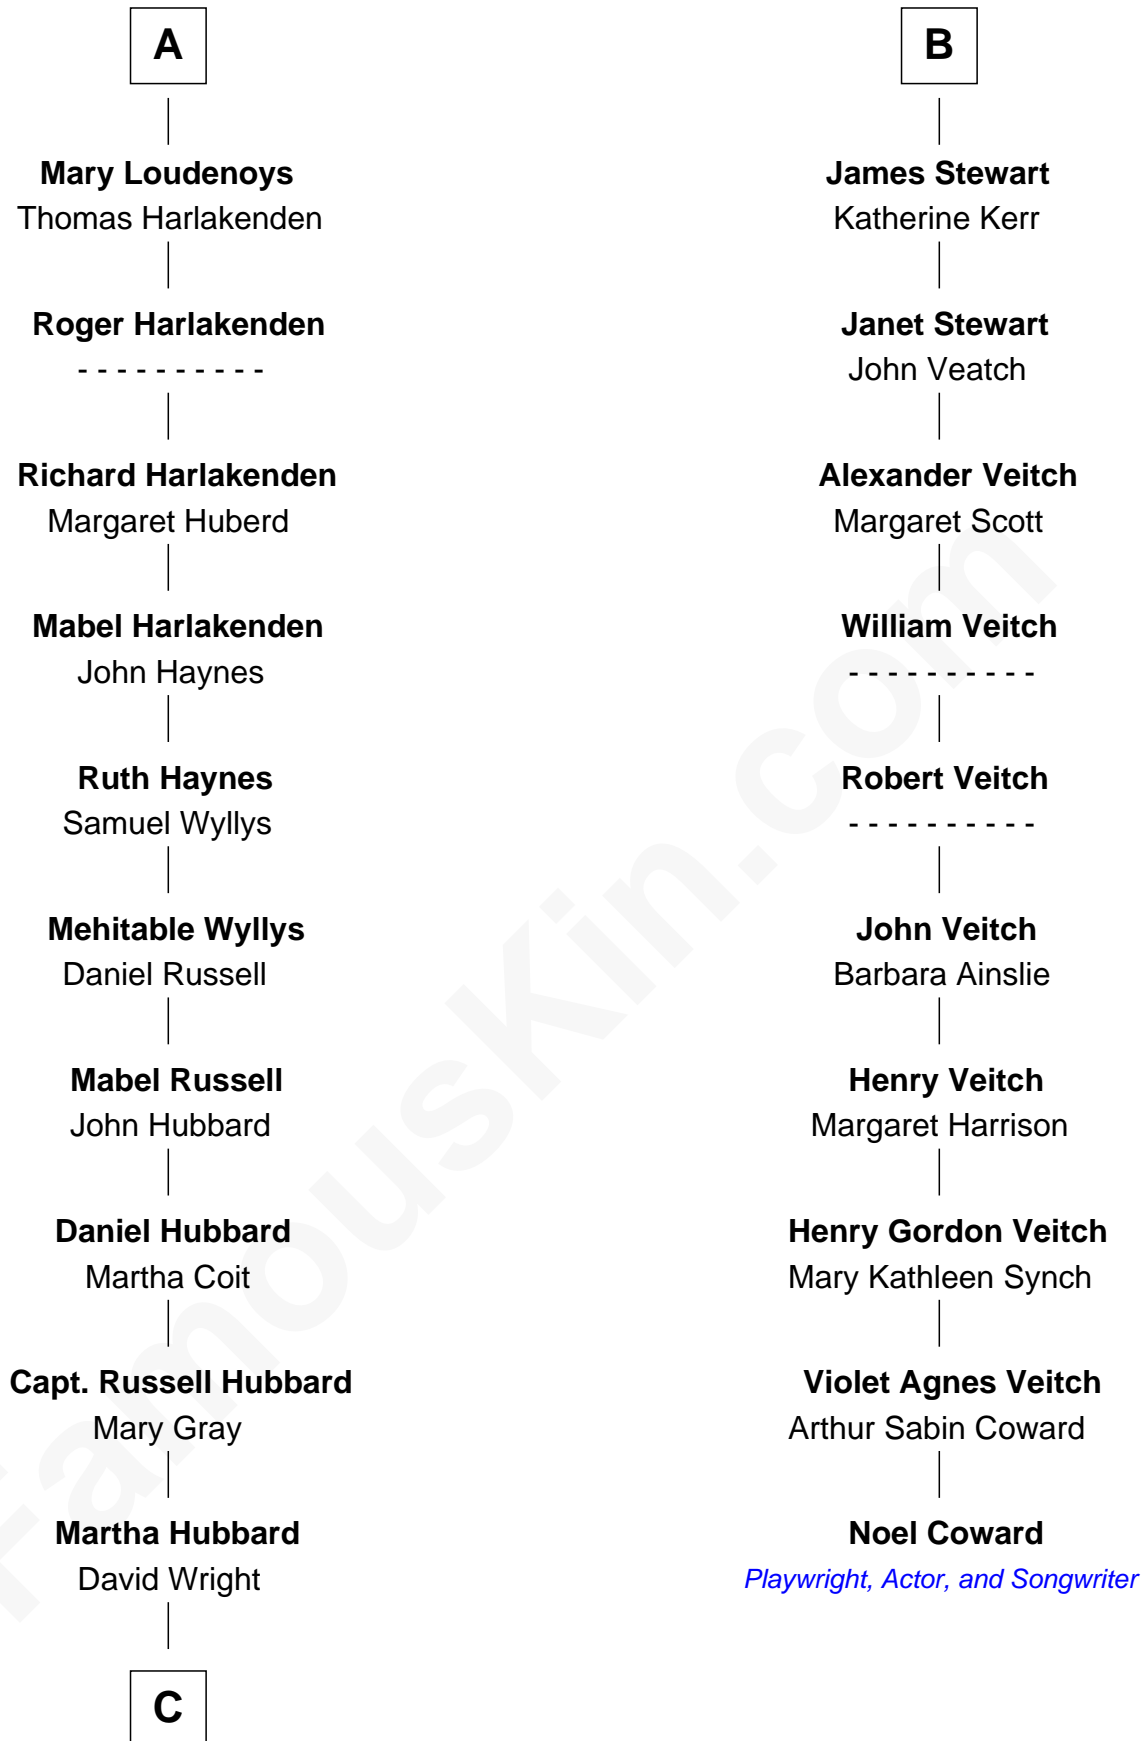 A
Mary Loudenoys
Thomas Harlakenden
Roger Harlakenden
- - - - - - - - - -
Richard Harlakenden
Margaret Huberd
Mabel Harlakenden
John Haynes
Ruth Haynes
Samuel Wyllys
Mehitable Wyllys
Daniel Russell
Mabel Russell
John Hubbard
Daniel Hubbard
Martha Coit
Capt. Russell Hubbard
Mary Gray
Martha Hubbard
David Wright
C
B
James Stewart
Katherine Kerr
Janet Stewart
John Veatch
Alexander Veitch
Margaret Scott
William Veitch
- - - - - - - - - -
Robert Veitch
- - - - - - - - - -
John Veitch
Barbara Ainslie
Henry Veitch
Margaret Harrison
Henry Gordon Veitch
Mary Kathleen Synch
Violet Agnes Veitch
Arthur Sabin Coward
Noel Coward
Playwright, Actor, and Songwriter
FamousKin.com